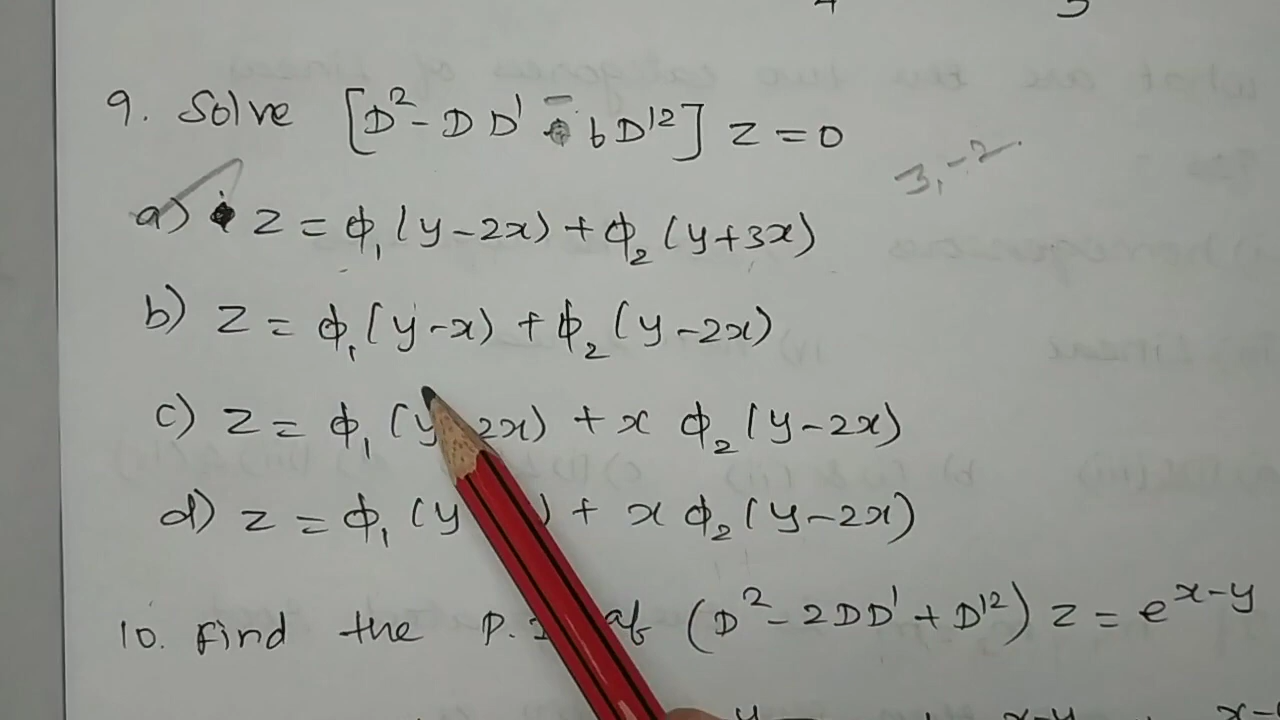 9. Solve [D²- D D' - 6D'²] z = 0
3, -2
a) z = ϕ₁ (y-2x) + ϕ₂ (y+3x)
b) z = ϕ₁ (y-x) + ϕ₂ (y-2x)
c) z = ϕ₁ (y 2x) + x ϕ₂ (y-2x)
d) z = ϕ₁ (y ) + x ϕ₂ (y-2x)
10. Find the P. of (D²- 2DD' + D'²) z = e^x-y